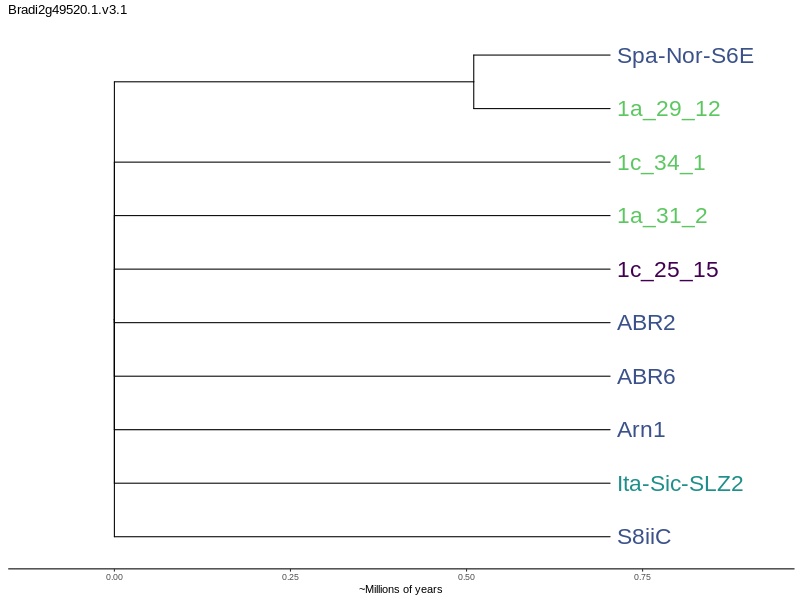 Bradi2g49520.1.v3.1
Spa-Nor-S6E
1a_29_12
1c_34_1
1a_31_2
1c_25_15
ABR2
ABR6
Arn1
Ita-Sic-SLZ2
S8iiC
0.00 0.25 0.50 0.75
~Millions of years